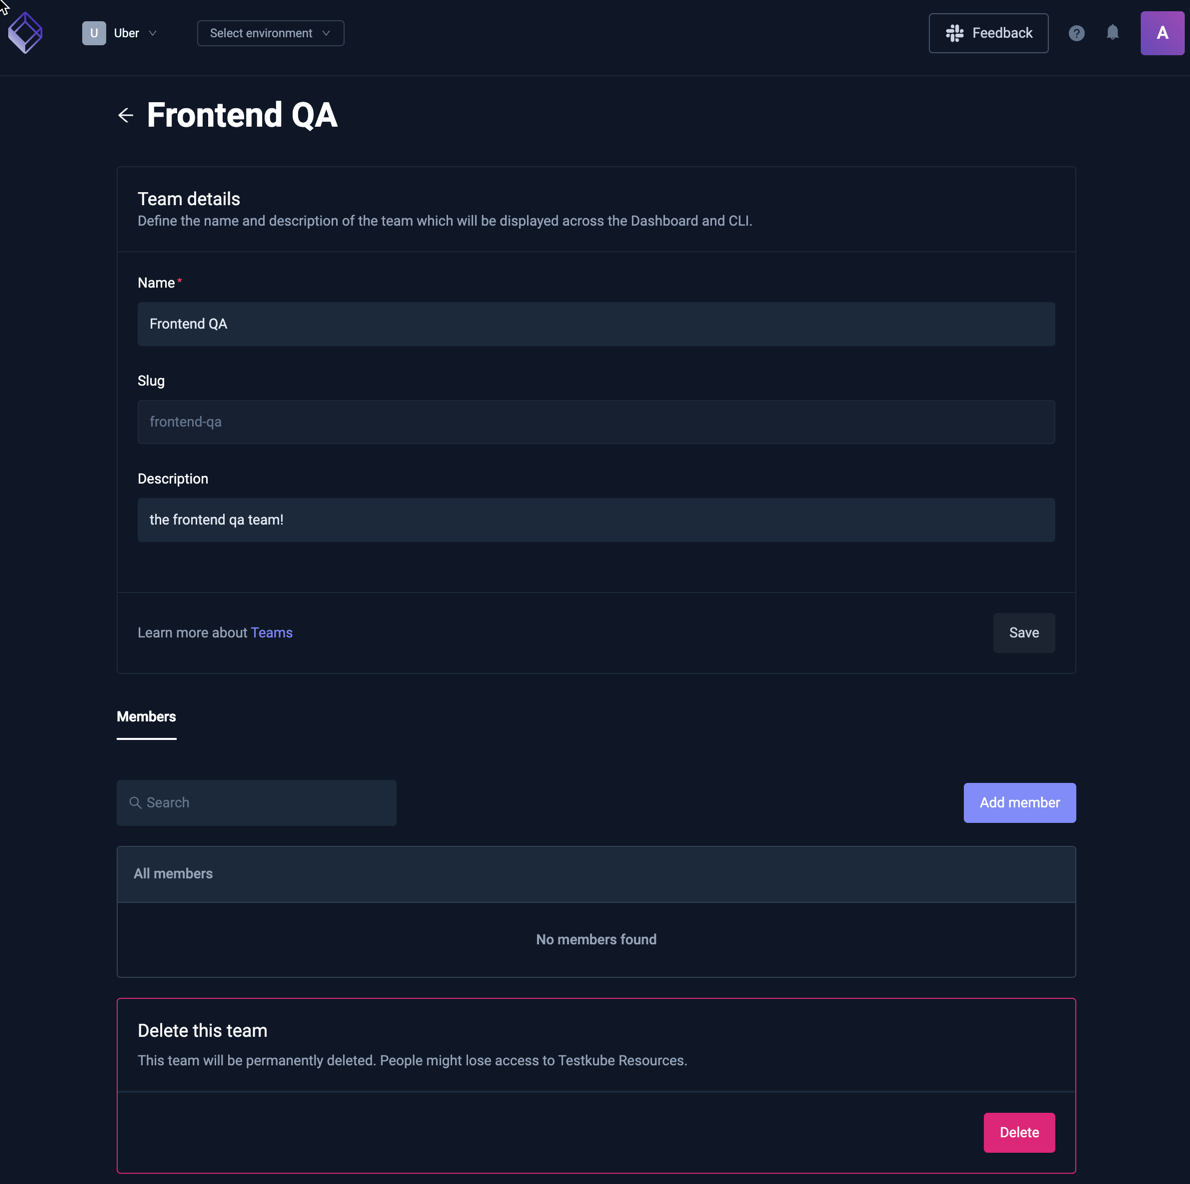 U Uber Select environment Feedback ? A
Frontend QA
Team details
Define the name and description of the team which will be displayed across the Dashboard and CLI.
Name*
Frontend QA
Slug
frontend-qa
Description
the frontend qa team!
Learn more about Teams Save
Members
Search Add member
All members
No members found
Delete this team
This team will be permanently deleted. People might lose access to Testkube Resources.
Delete